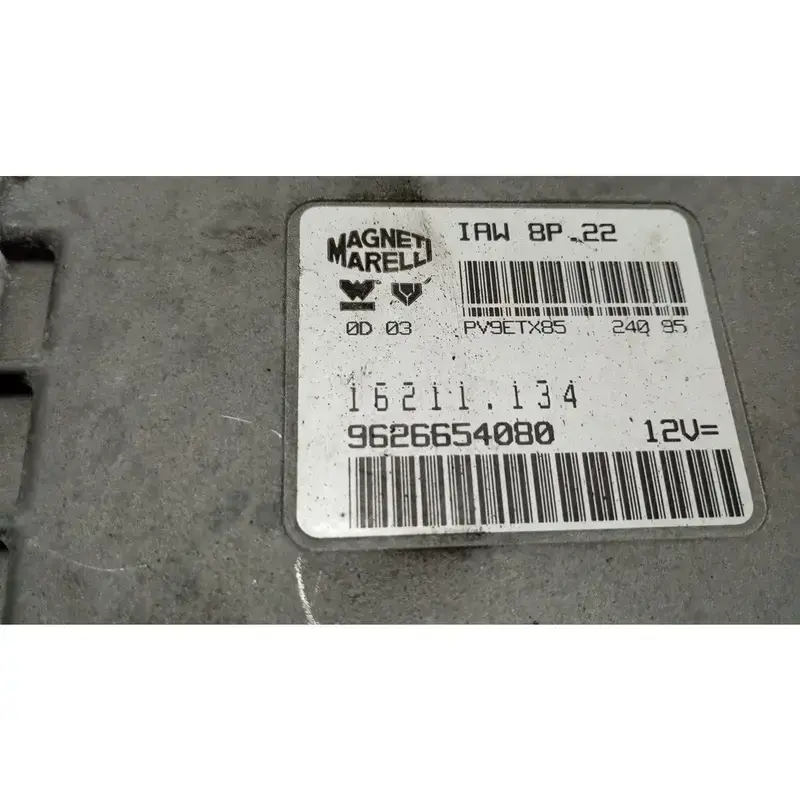 MAGNETI
MARELLI
IAW 8P.22
0D 03
PV9ETX85 240 95
16211.134
9626654080 12V=